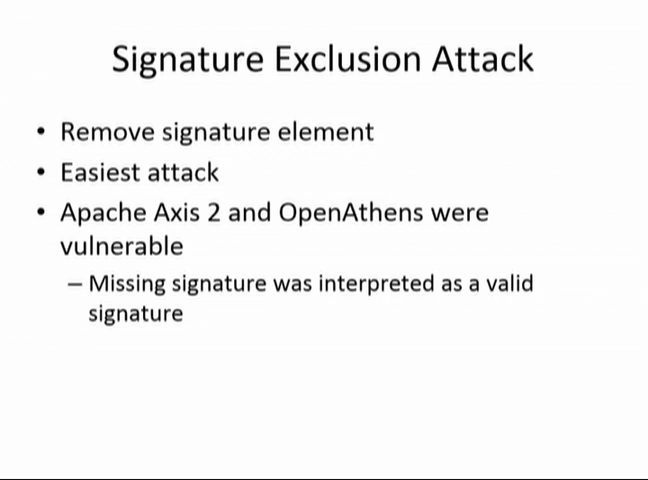 Signature Exclusion Attack
• Remove signature element
• Easiest attack
• Apache Axis 2 and OpenAthens were
vulnerable
– Missing signature was interpreted as a valid
signature